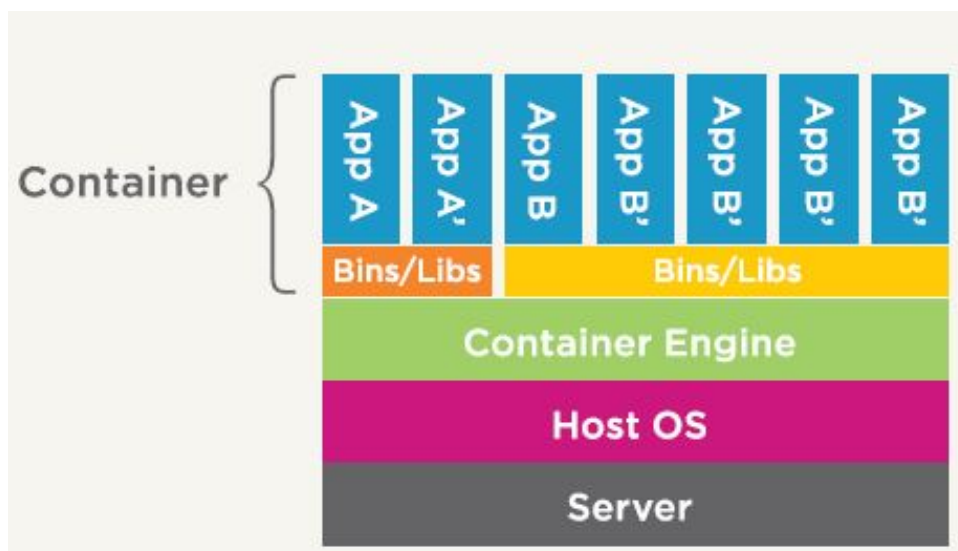 Container
App A
App A'
App B
App B'
App B'
App B'
App B'
Bins/Libs
Bins/Libs
Container Engine
Host OS
Server